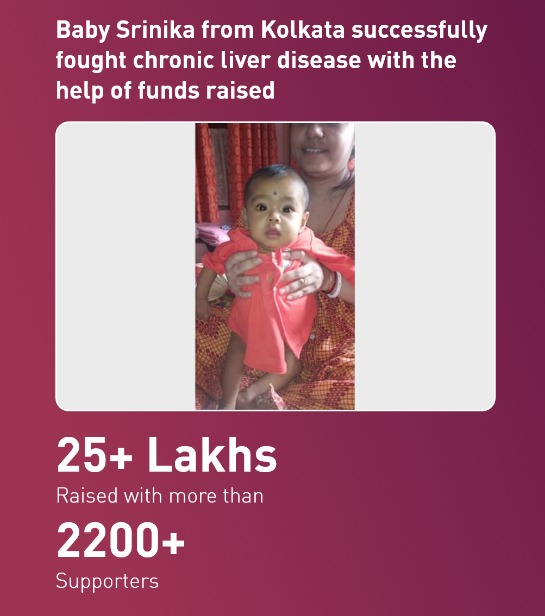 Baby Srinika from Kolkata successfully
fought chronic liver disease with the
help of funds raised
25+ Lakhs
Raised with more than
2200+
Supporters